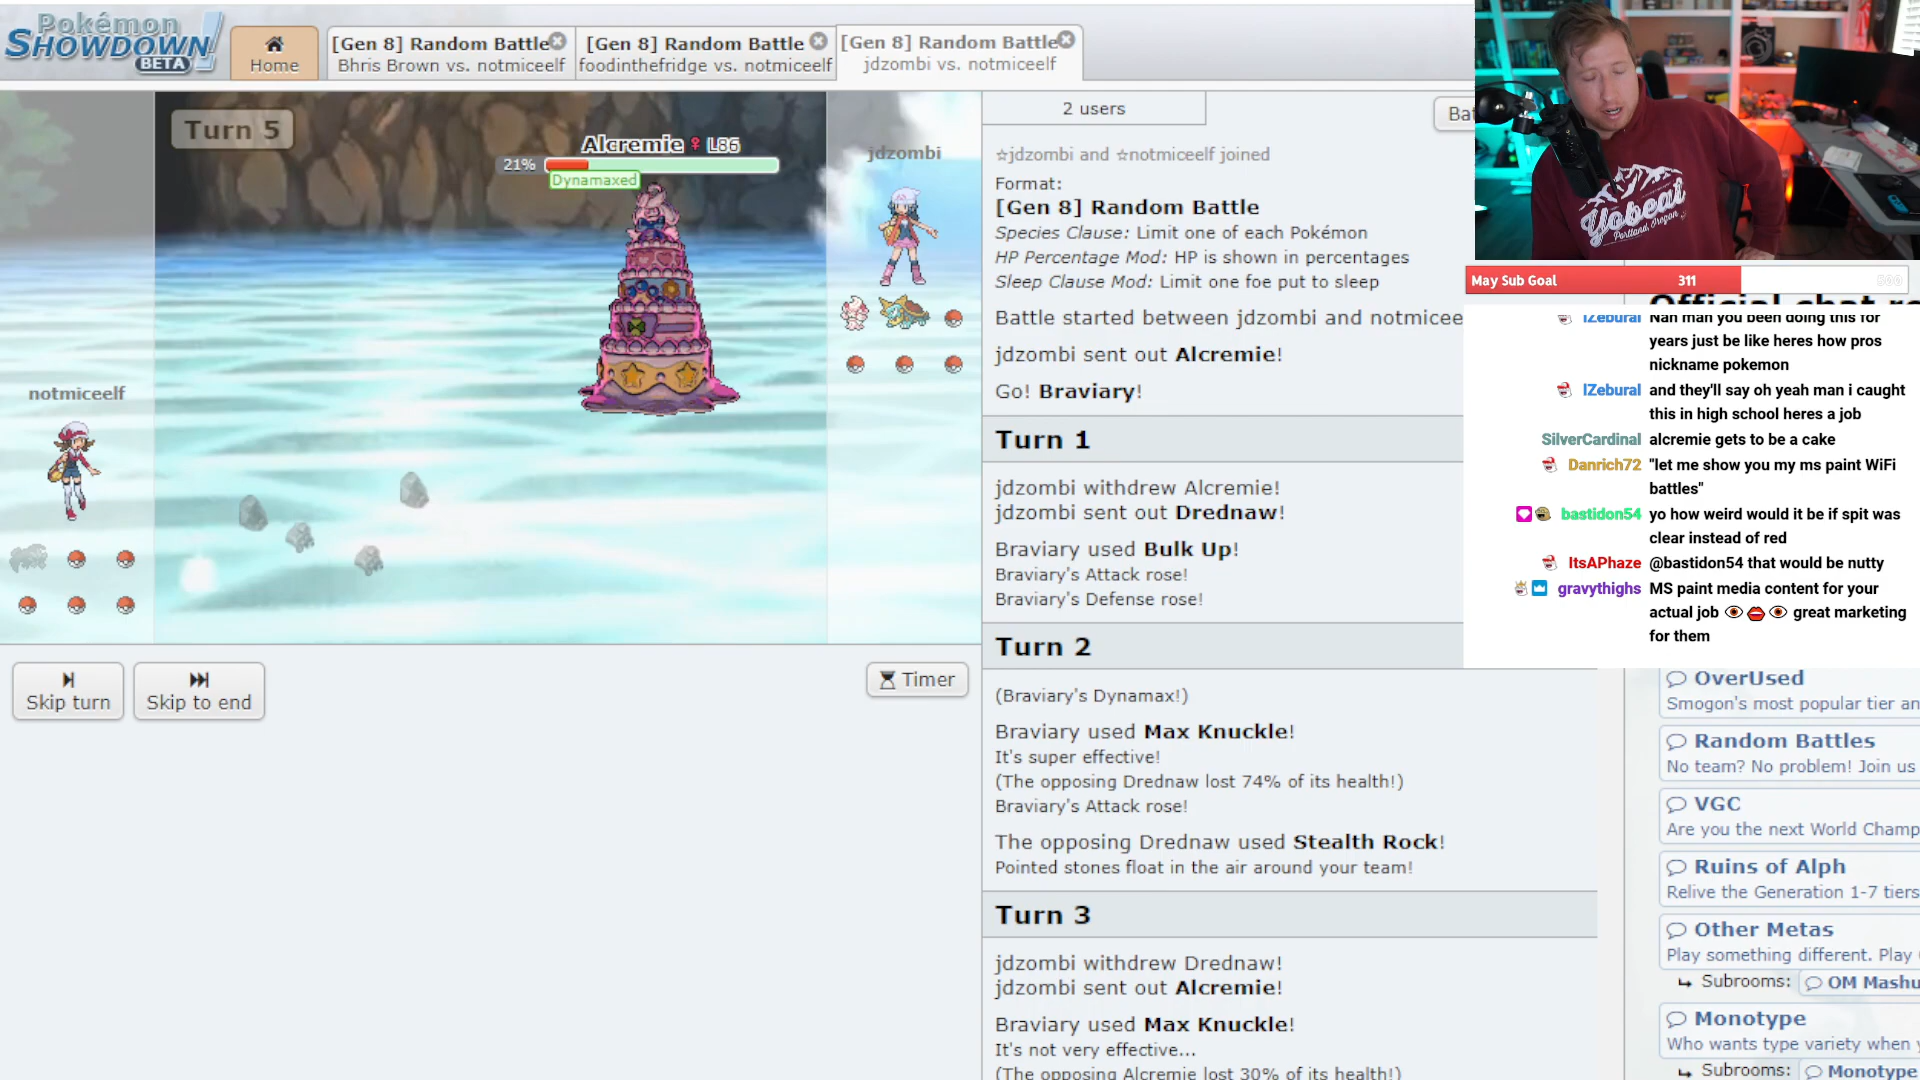 Pokémon
SHOWDOWN!
BETA
Home
[Gen 8] Random Battle
Bhris Brown vs. notmiceelf
[Gen 8] Random Battle
foodinthefridge vs. notmiceelf
[Gen 8] Random Battle
jdzombi vs. notmiceelf
Turn 5
Alcremie ♀ L86
21%
Dynamaxed
jdzombi
notmiceelf
Skip turn
Skip to end
Timer
2 users
Bat
☆jdzombi and ☆notmiceelf joined
Format:
[Gen 8] Random Battle
Species Clause: Limit one of each Pokémon
HP Percentage Mod: HP is shown in percentages
Sleep Clause Mod: Limit one foe put to sleep
Battle started between jdzombi and notmicee
jdzombi sent out Alcremie!
Go! Braviary!
Turn 1
jdzombi withdrew Alcremie!
jdzombi sent out Drednaw!
Braviary used Bulk Up!
Braviary's Attack rose!
Braviary's Defense rose!
Turn 2
(Braviary's Dynamax!)
Braviary used Max Knuckle!
It's super effective!
(The opposing Drednaw lost 74% of its health!)
Braviary's Attack rose!
The opposing Drednaw used Stealth Rock!
Pointed stones float in the air around your team!
Turn 3
jdzombi withdrew Drednaw!
jdzombi sent out Alcremie!
Braviary used Max Knuckle!
It's not very effective...
(The opposing Alcremie lost 30% of its health!)
Yobeat
Portland, Oregon
May Sub Goal 311
Official chat ro
IZebural Nah man you been doing this for
years just be like heres how pros
nickname pokemon
IZebural and they'll say oh yeah man i caught
this in high school heres a job
SilverCardinal alcremie gets to be a cake
Danrich72 "let me show you my ms paint WiFi
battles"
bastidon54 yo how weird would it be if spit was
clear instead of red
ItsAPhaze @bastidon54 that would be nutty
gravythighs MS paint media content for your
actual job 👁️👄👁️ great marketing
for them
OverUsed
Smogon's most popular tier an
Random Battles
No team? No problem! Join us
VGC
Are you the next World Champ
Ruins of Alph
Relive the Generation 1-7 tiers
Other Metas
Play something different. Play
Subrooms: OM Mashu
Monotype
Who wants type variety when y
Subrooms: Monotype